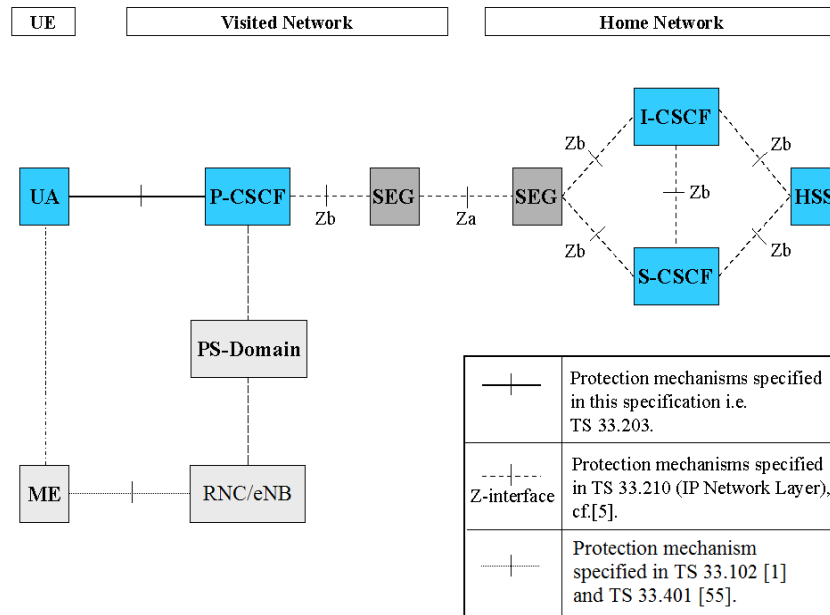 UE
Visited Network
Home Network
I-CSCF
Zb
Zb
UA
P-CSCF
SEG
SEG
Zb
HSS
Zb
Za
Zb
Zb
S-CSCF
PS-Domain
ME
RNC/eNB
Protection mechanisms specified
in this specification i.e.
TS 33.203.
Z-interface
Protection mechanisms specified
in TS 33.210 (IP Network Layer),
cf.[5].
Protection mechanism
specified in TS 33.102 [1]
and TS 33.401 [55].